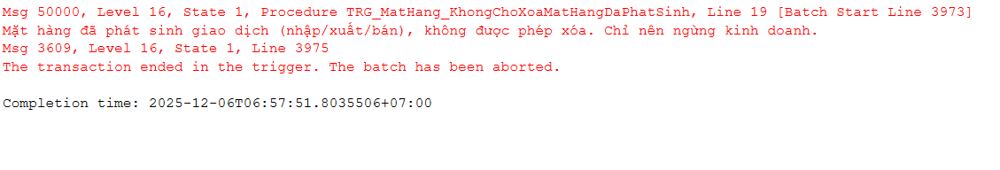 Msg 50000, Level 16, State 1, Procedure TRG_MatHang_KhongChoXoaMatHangDaPhatSinh, Line 19 [Batch Start Line 3973]
Mặt hàng đã phát sinh giao dịch (nhập/xuất/bán), không được phép xóa. Chỉ nên ngừng kinh doanh.
Msg 3609, Level 16, State 1, Line 3975
The transaction ended in the trigger. The batch has been aborted.
Completion time: 2025-12-06T06:57:51.8035506+07:00